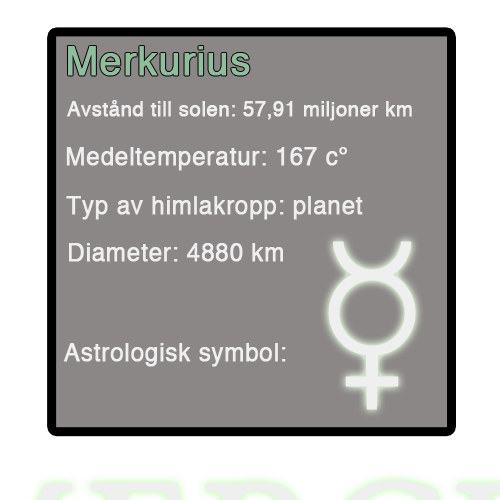 Merkurius
Avstånd till solen: 57,91 miljoner km
Medeltemperatur: 167 c°
Typ av himlakropp: planet
Diameter: 4880 km
Astrologisk symbol: